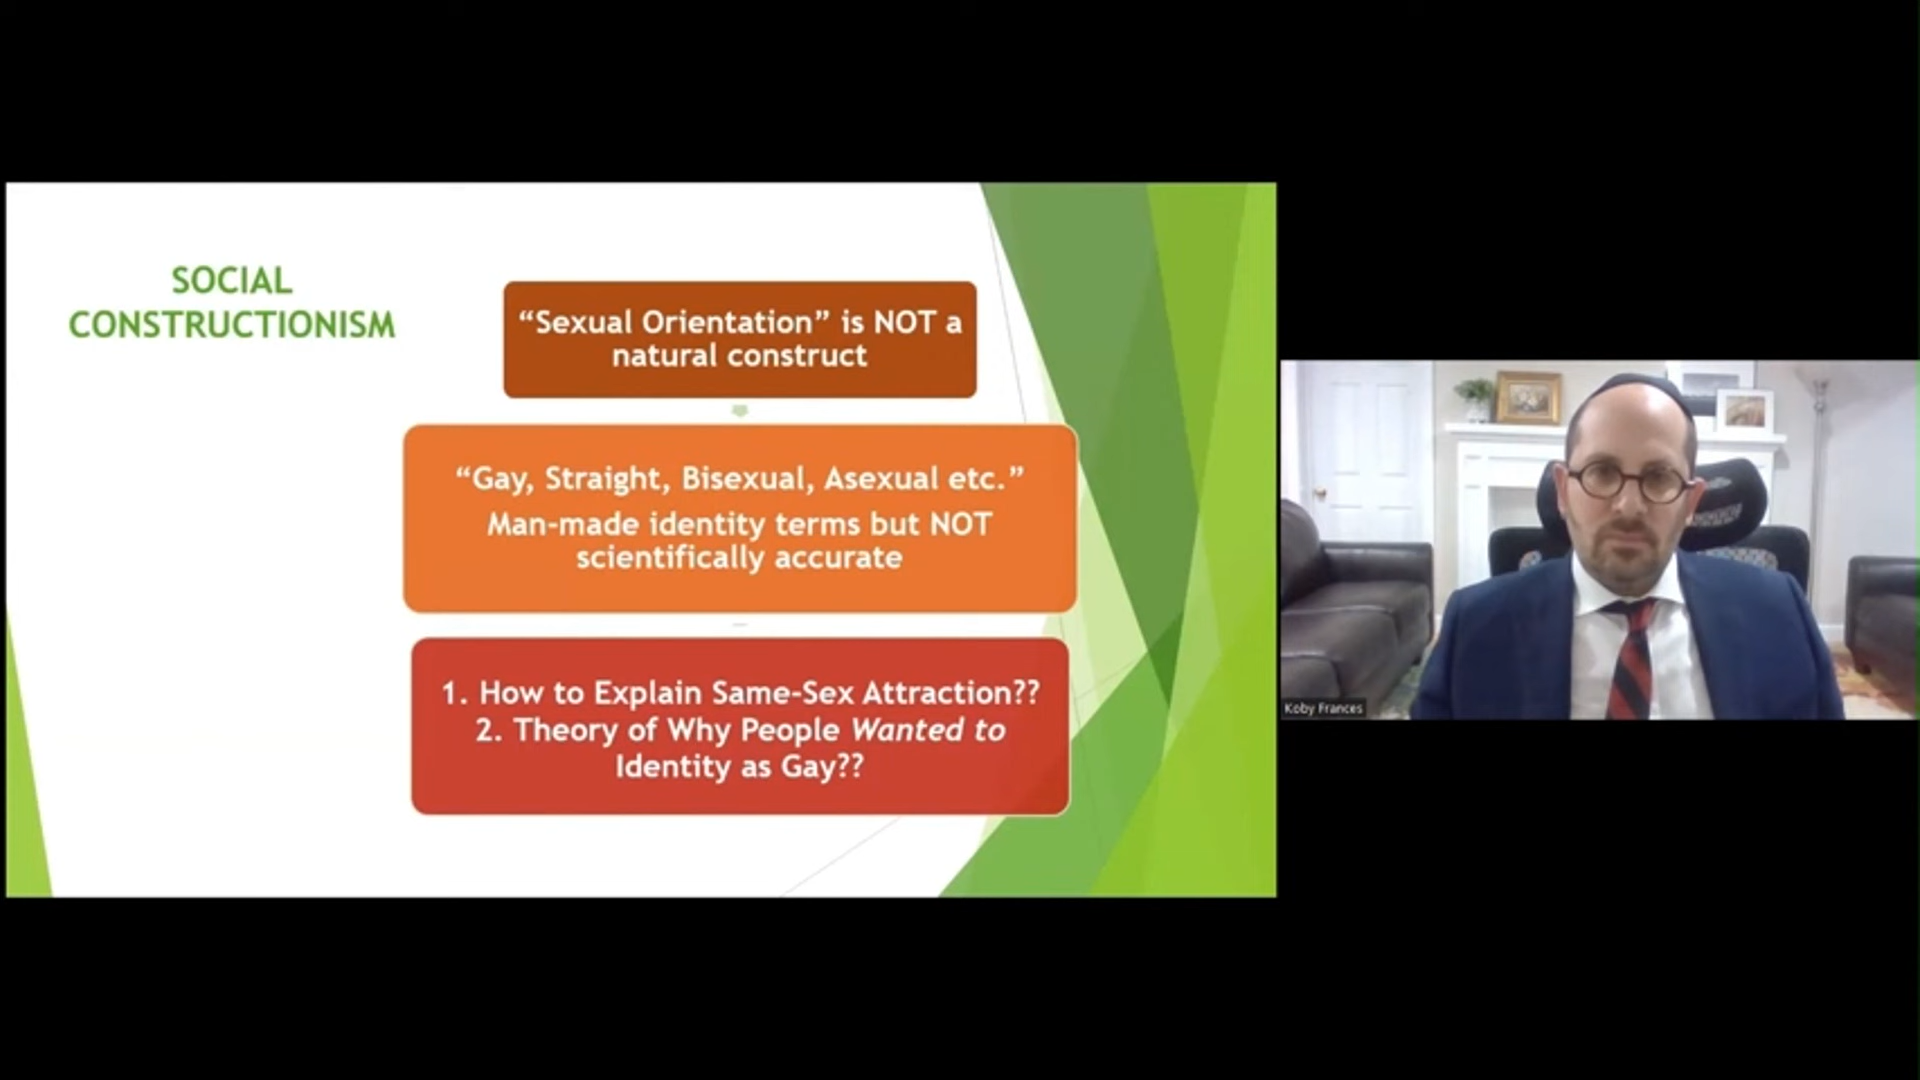 SOCIAL
CONSTRUCTIONISM
“Sexual Orientation” is NOT a
natural construct
“Gay, Straight, Bisexual, Asexual etc.”
Man-made identity terms but NOT
scientifically accurate
1. How to Explain Same-Sex Attraction??
2. Theory of Why People Wanted to
Identity as Gay??
Koby Frances